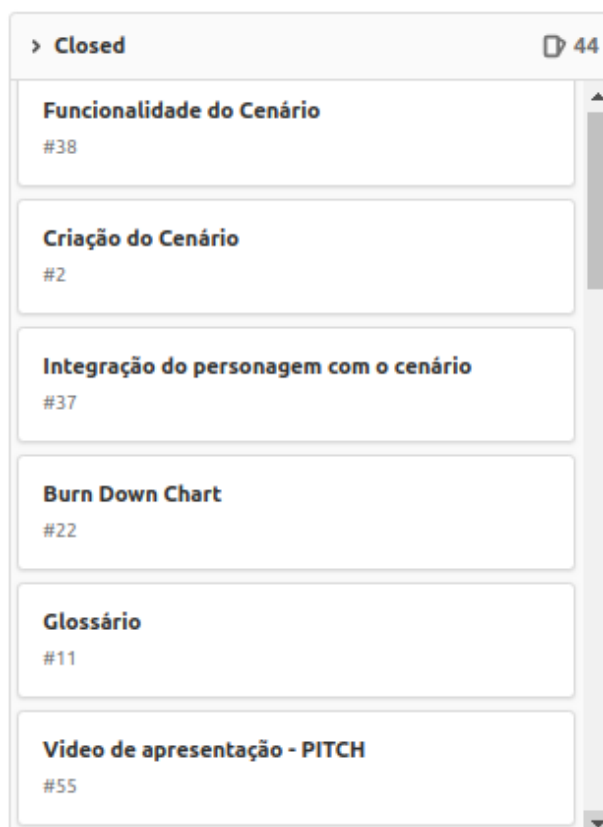 Closed 44
Funcionalidade do Cenário
#38
Criação do Cenário
#2
Integração do personagem com o cenário
#37
Burn Down Chart
#22
Glossário
#11
Video de apresentação - PITCH
#55